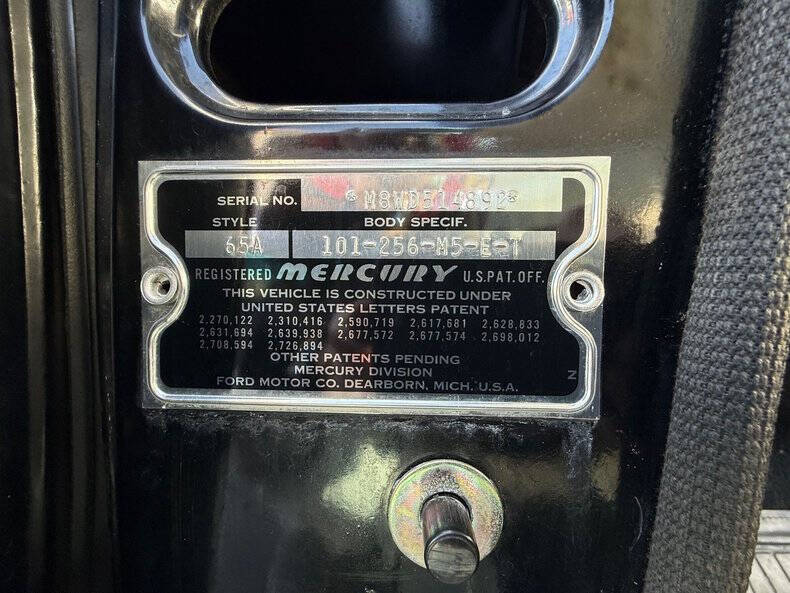 SERIAL NO. *M8WD514892*
STYLE BODY SPECIF.
65A 101-256-M5-E-T
REGISTERED MERCURY U.S.PAT.OFF.
THIS VEHICLE IS CONSTRUCTED UNDER
UNITED STATES LETTERS PATENT
2,270,122 2,310,416 2,590,719 2,617,681 2,628,833
2,631,694 2,639,938 2,677,572 2,677,574 2,698,012
2,708,594 2,726,894
OTHER PATENTS PENDING
MERCURY DIVISION
FORD MOTOR CO. DEARBORN, MICH. U.S.A.
Z